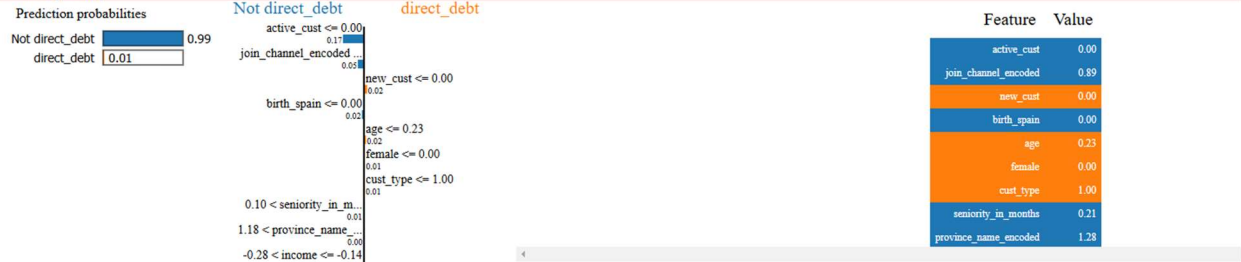 Prediction probabilities
Not direct_debt 0.99
direct_debt 0.01
Not direct_debt direct_debt
active_cust <= 0.00
0.17
join_channel_encoded ...
0.05
new_cust <= 0.00
0.02
birth_spain <= 0.00
0.02
age <= 0.23
0.02
female <= 0.00
0.01
cust_type <= 1.00
0.01
0.10 < seniority_in_m...
0.01
1.18 < province_name_...
0.00
-0.28 < income <= -0.14
Feature Value
active_cust 0.00
join_channel_encoded 0.89
new_cust 0.00
birth_spain 0.00
age 0.23
female 0.00
cust_type 1.00
seniority_in_months 0.21
province_name_encoded 1.28